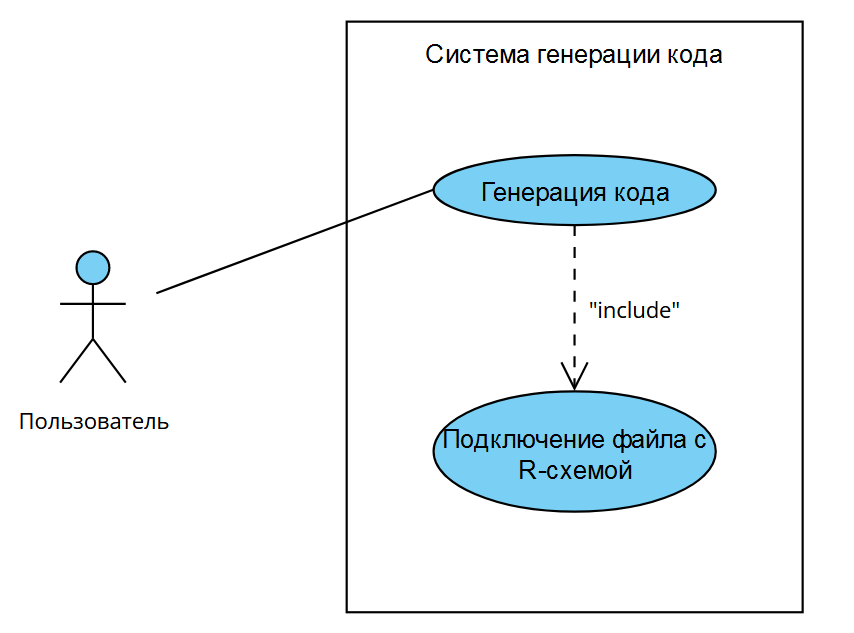 Система генерации кода
Генерация кода
"include"
Пользователь
Подключение файла с
R-схемой